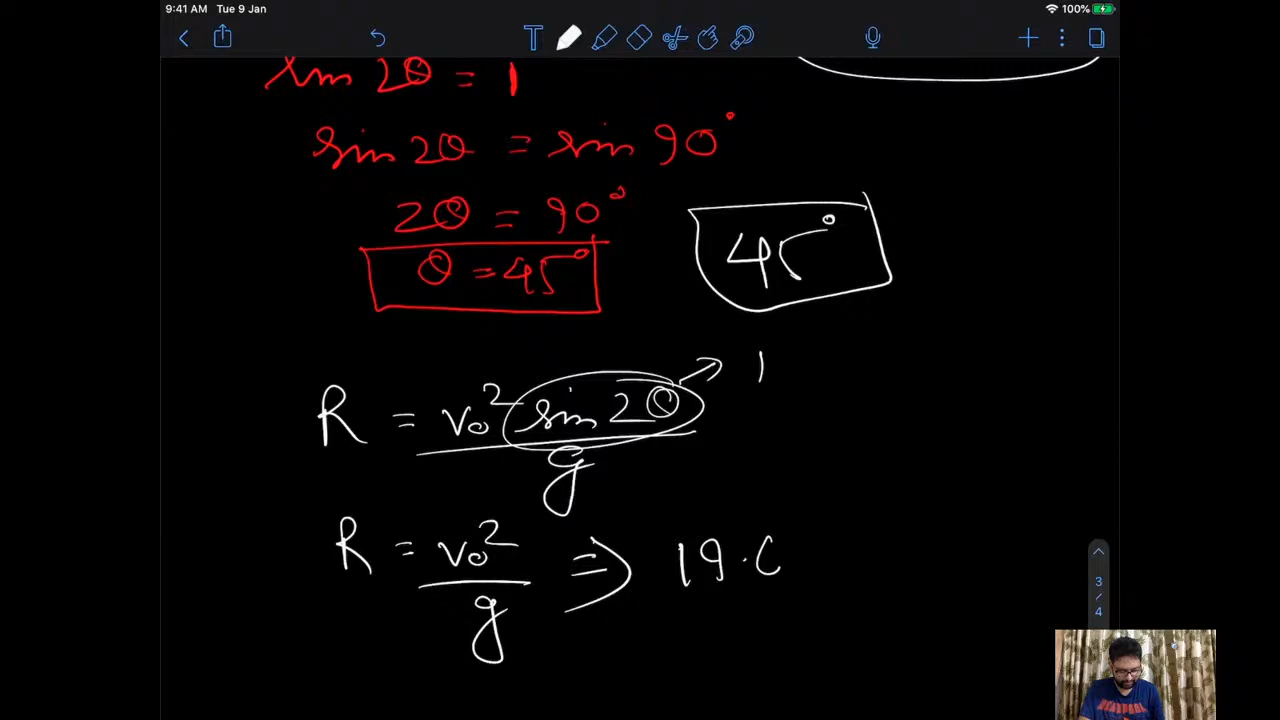 9:41 AM Tue 9 Jan 100%
sin 2θ = 1
sin 2θ = sin 90°
2θ = 90°
θ = 45°
45°
R = v₀² sin 2θ / g → 1
R = v₀² / g ⇒ 19.0
3 / 4